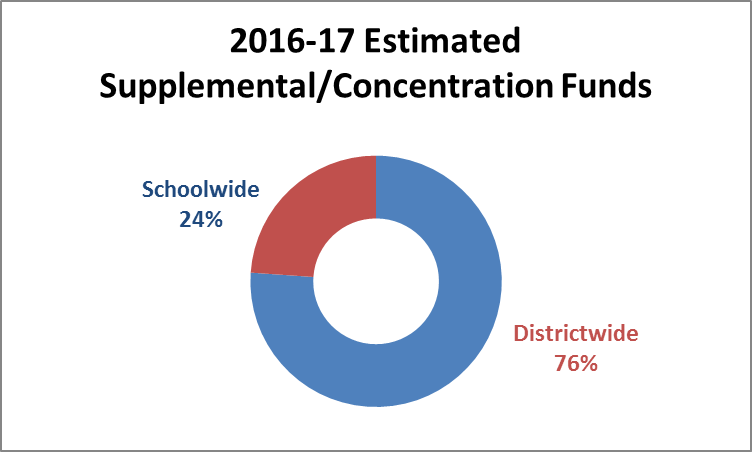 2016-17 Estimated
Supplemental/Concentration Funds
Schoolwide
24%
Districtwide
76%